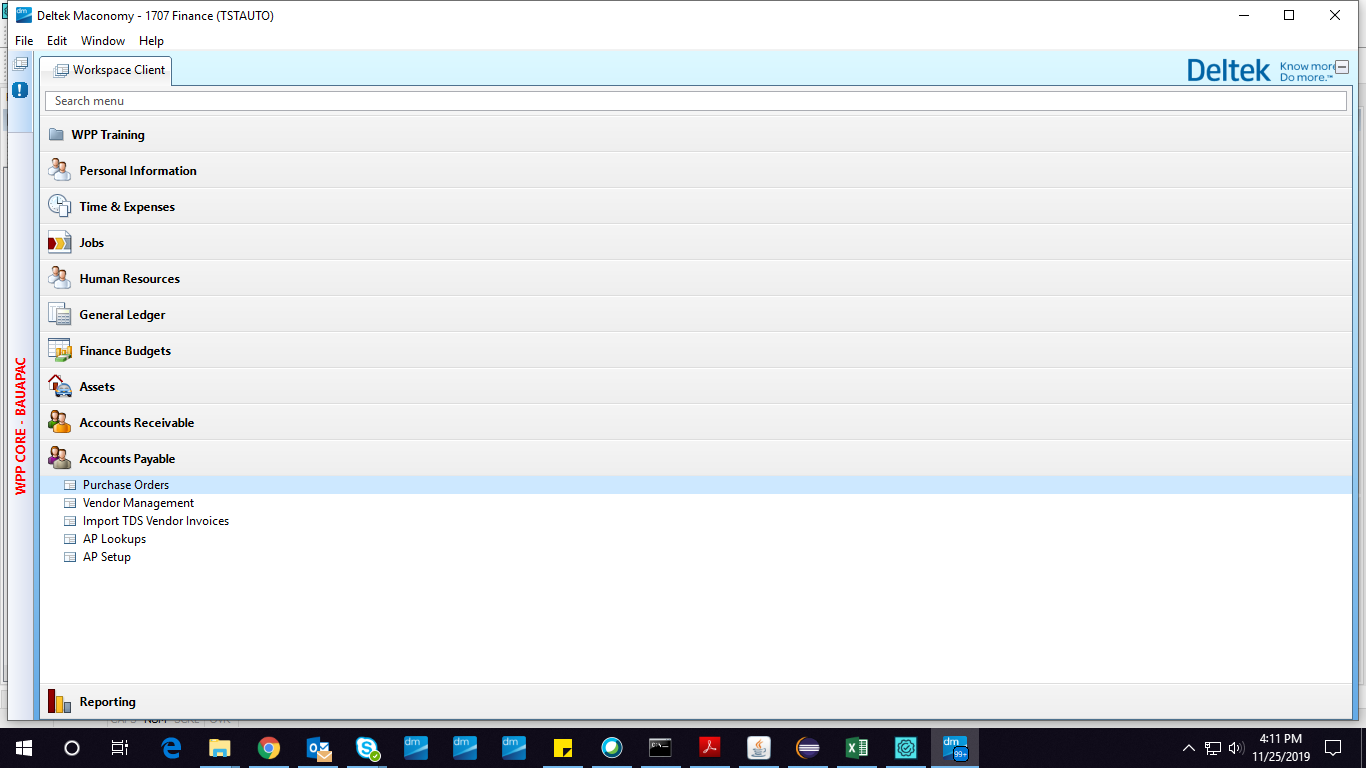 Deltek Maconomy - 1707 Finance (TSTAUTO)
File Edit Window Help
Workspace Client
Deltek Know more Do more.™
Search menu
WPP Training
Personal Information
Time & Expenses
Jobs
Human Resources
General Ledger
Finance Budgets
Assets
Accounts Receivable
Accounts Payable
Purchase Orders
Vendor Management
Import TDS Vendor Invoices
AP Lookups
AP Setup
Reporting
WPP CORE - BAUAPAC
dm 99+
4:11 PM
11/25/2019